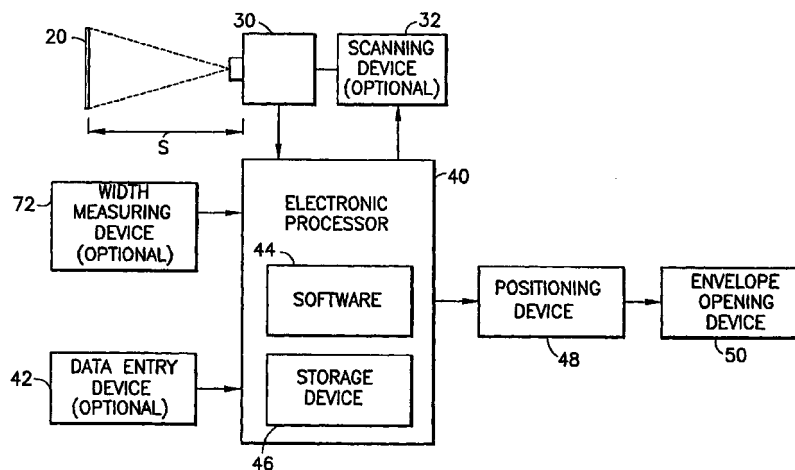 20
30
32
SCANNING
DEVICE
(OPTIONAL)
S
40
72
WIDTH
MEASURING
DEVICE
(OPTIONAL)
ELECTRONIC
PROCESSOR
44
SOFTWARE
POSITIONING
DEVICE
48
ENVELOPE
OPENING
DEVICE
50
42
DATA ENTRY
DEVICE
(OPTIONAL)
STORAGE
DEVICE
46